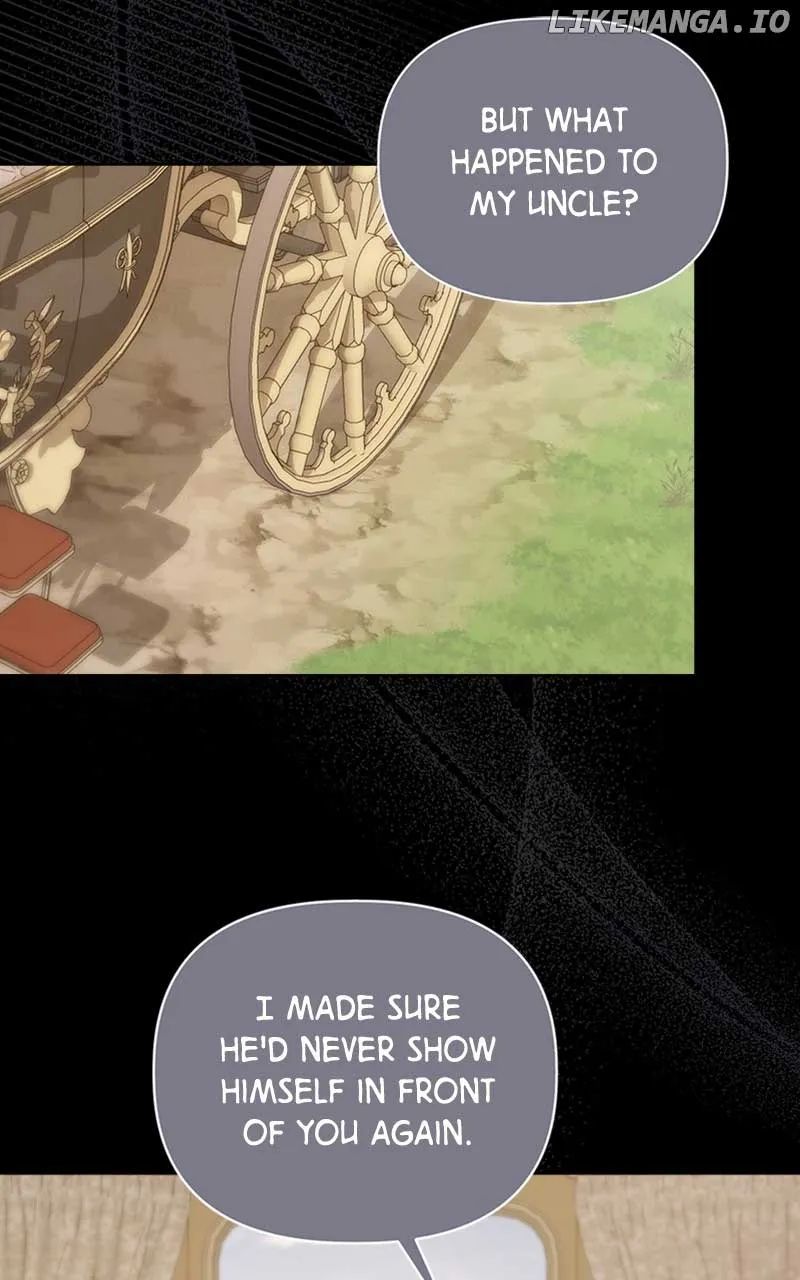 LIKEMANGA.IO
BUT WHAT
HAPPENED TO
MY UNCLE?
I MADE SURE
HE'D NEVER SHOW
HIMSELF IN FRONT
OF YOU AGAIN.